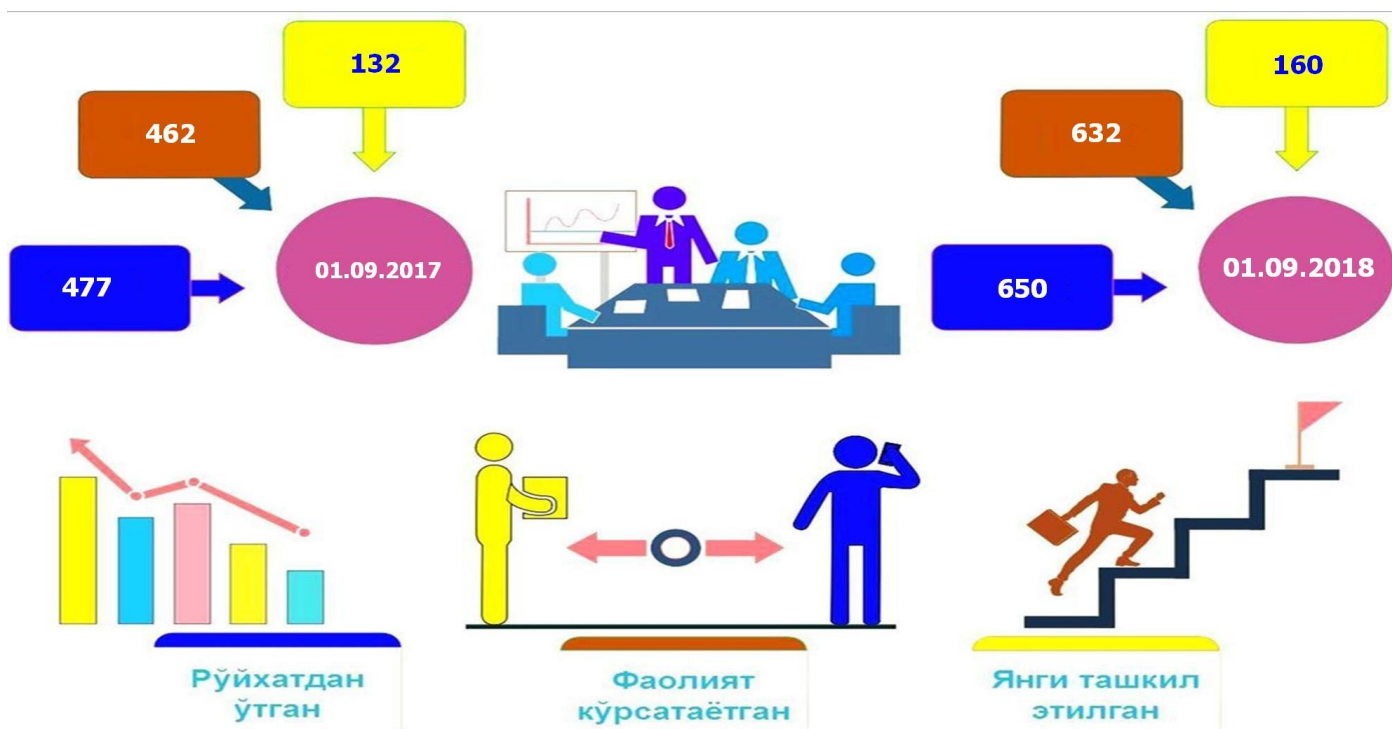 132
160
462
632
477
01.09.2017
650
01.09.2018
Рўйхатдан
ўтган
Фаолият
кўрсатаётган
Янги ташкил
этилган